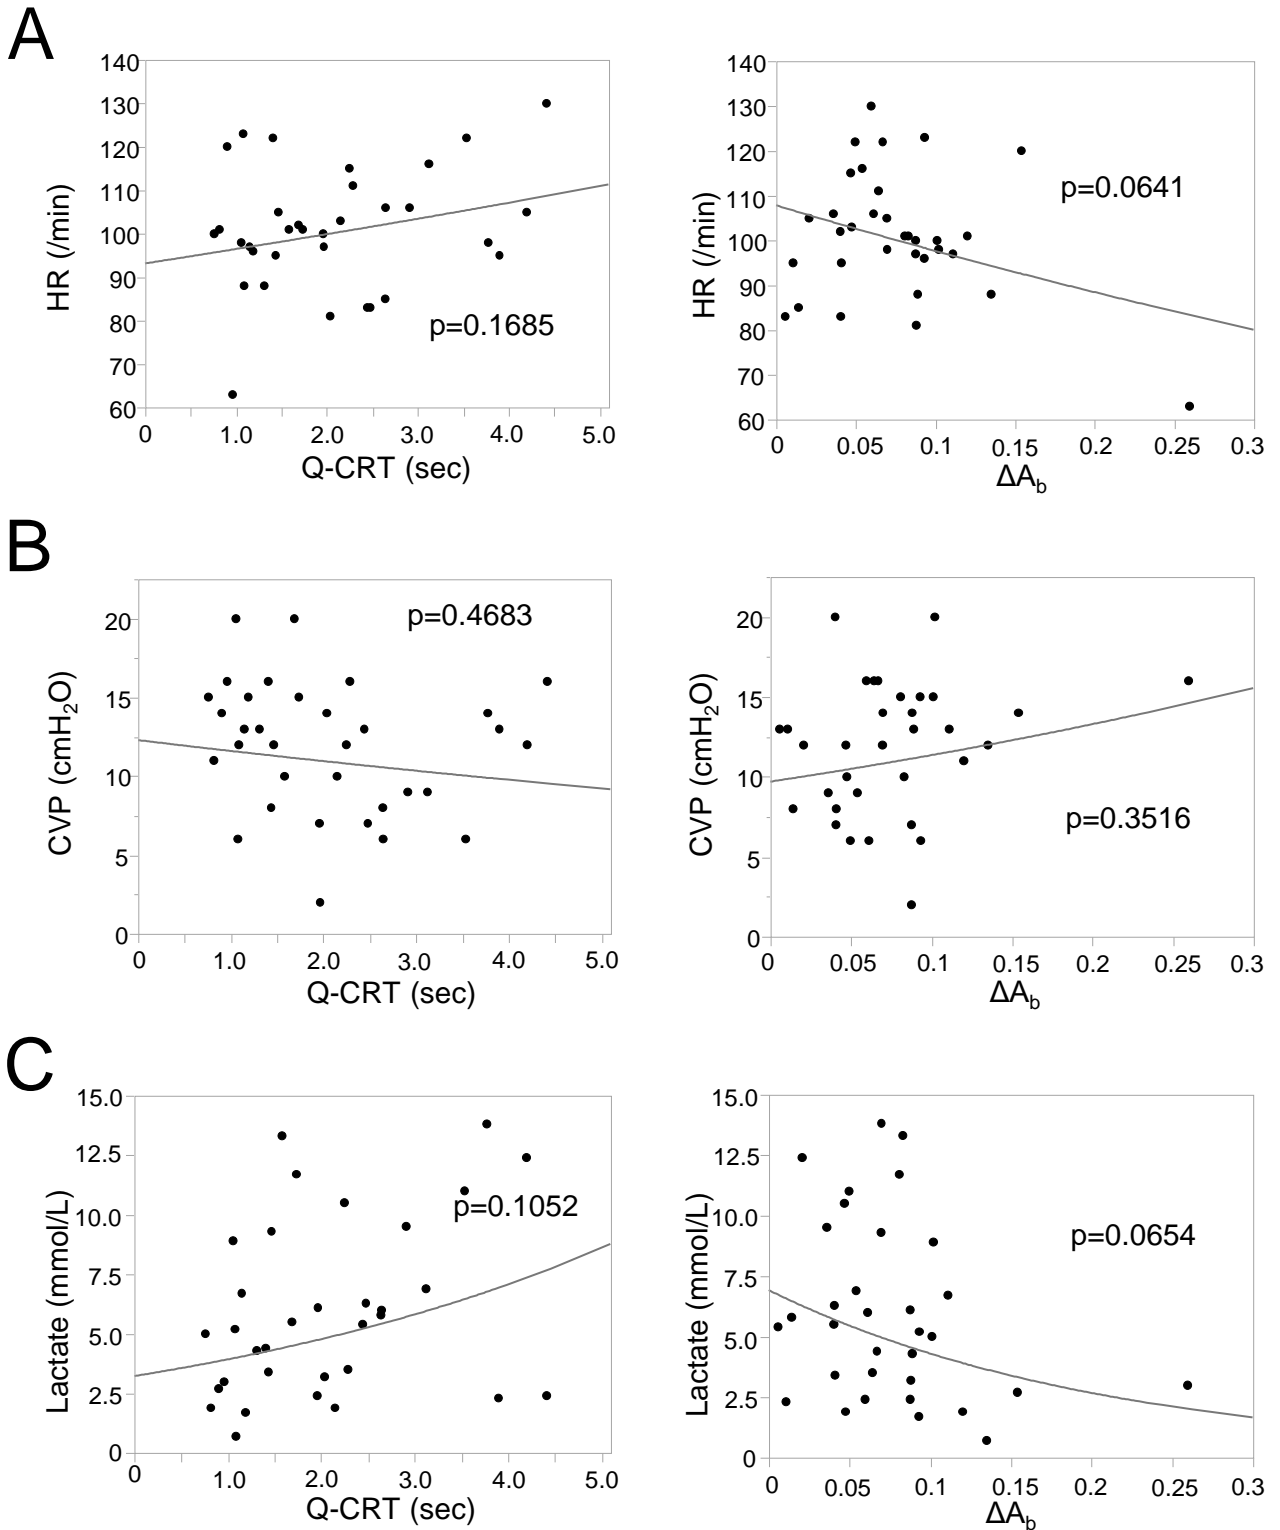 A
140
130
120
110
100
90
80
70
60
HR (/min)
p=0.1685
0 1.0 2.0 3.0 4.0 5.0
Q-CRT (sec)
140
130
120
110
100
90
80
70
60
HR (/min)
p=0.0641
0 0.05 0.1 0.15 0.2 0.25 0.3
ΔAb
B
20
15
10
5
0
CVP (cmH2O)
p=0.4683
0 1.0 2.0 3.0 4.0 5.0
Q-CRT (sec)
20
15
10
5
0
CVP (cmH2O)
p=0.3516
0 0.05 0.1 0.15 0.2 0.25 0.3
ΔAb
C
15.0
12.5
10.0
7.5
5.0
2.5
0
Lactate (mmol/L)
p=0.1052
0 1.0 2.0 3.0 4.0 5.0
Q-CRT (sec)
15.0
12.5
10.0
7.5
5.0
2.5
0
Lactate (mmol/L)
p=0.0654
0 0.05 0.1 0.15 0.2 0.25 0.3
ΔAb